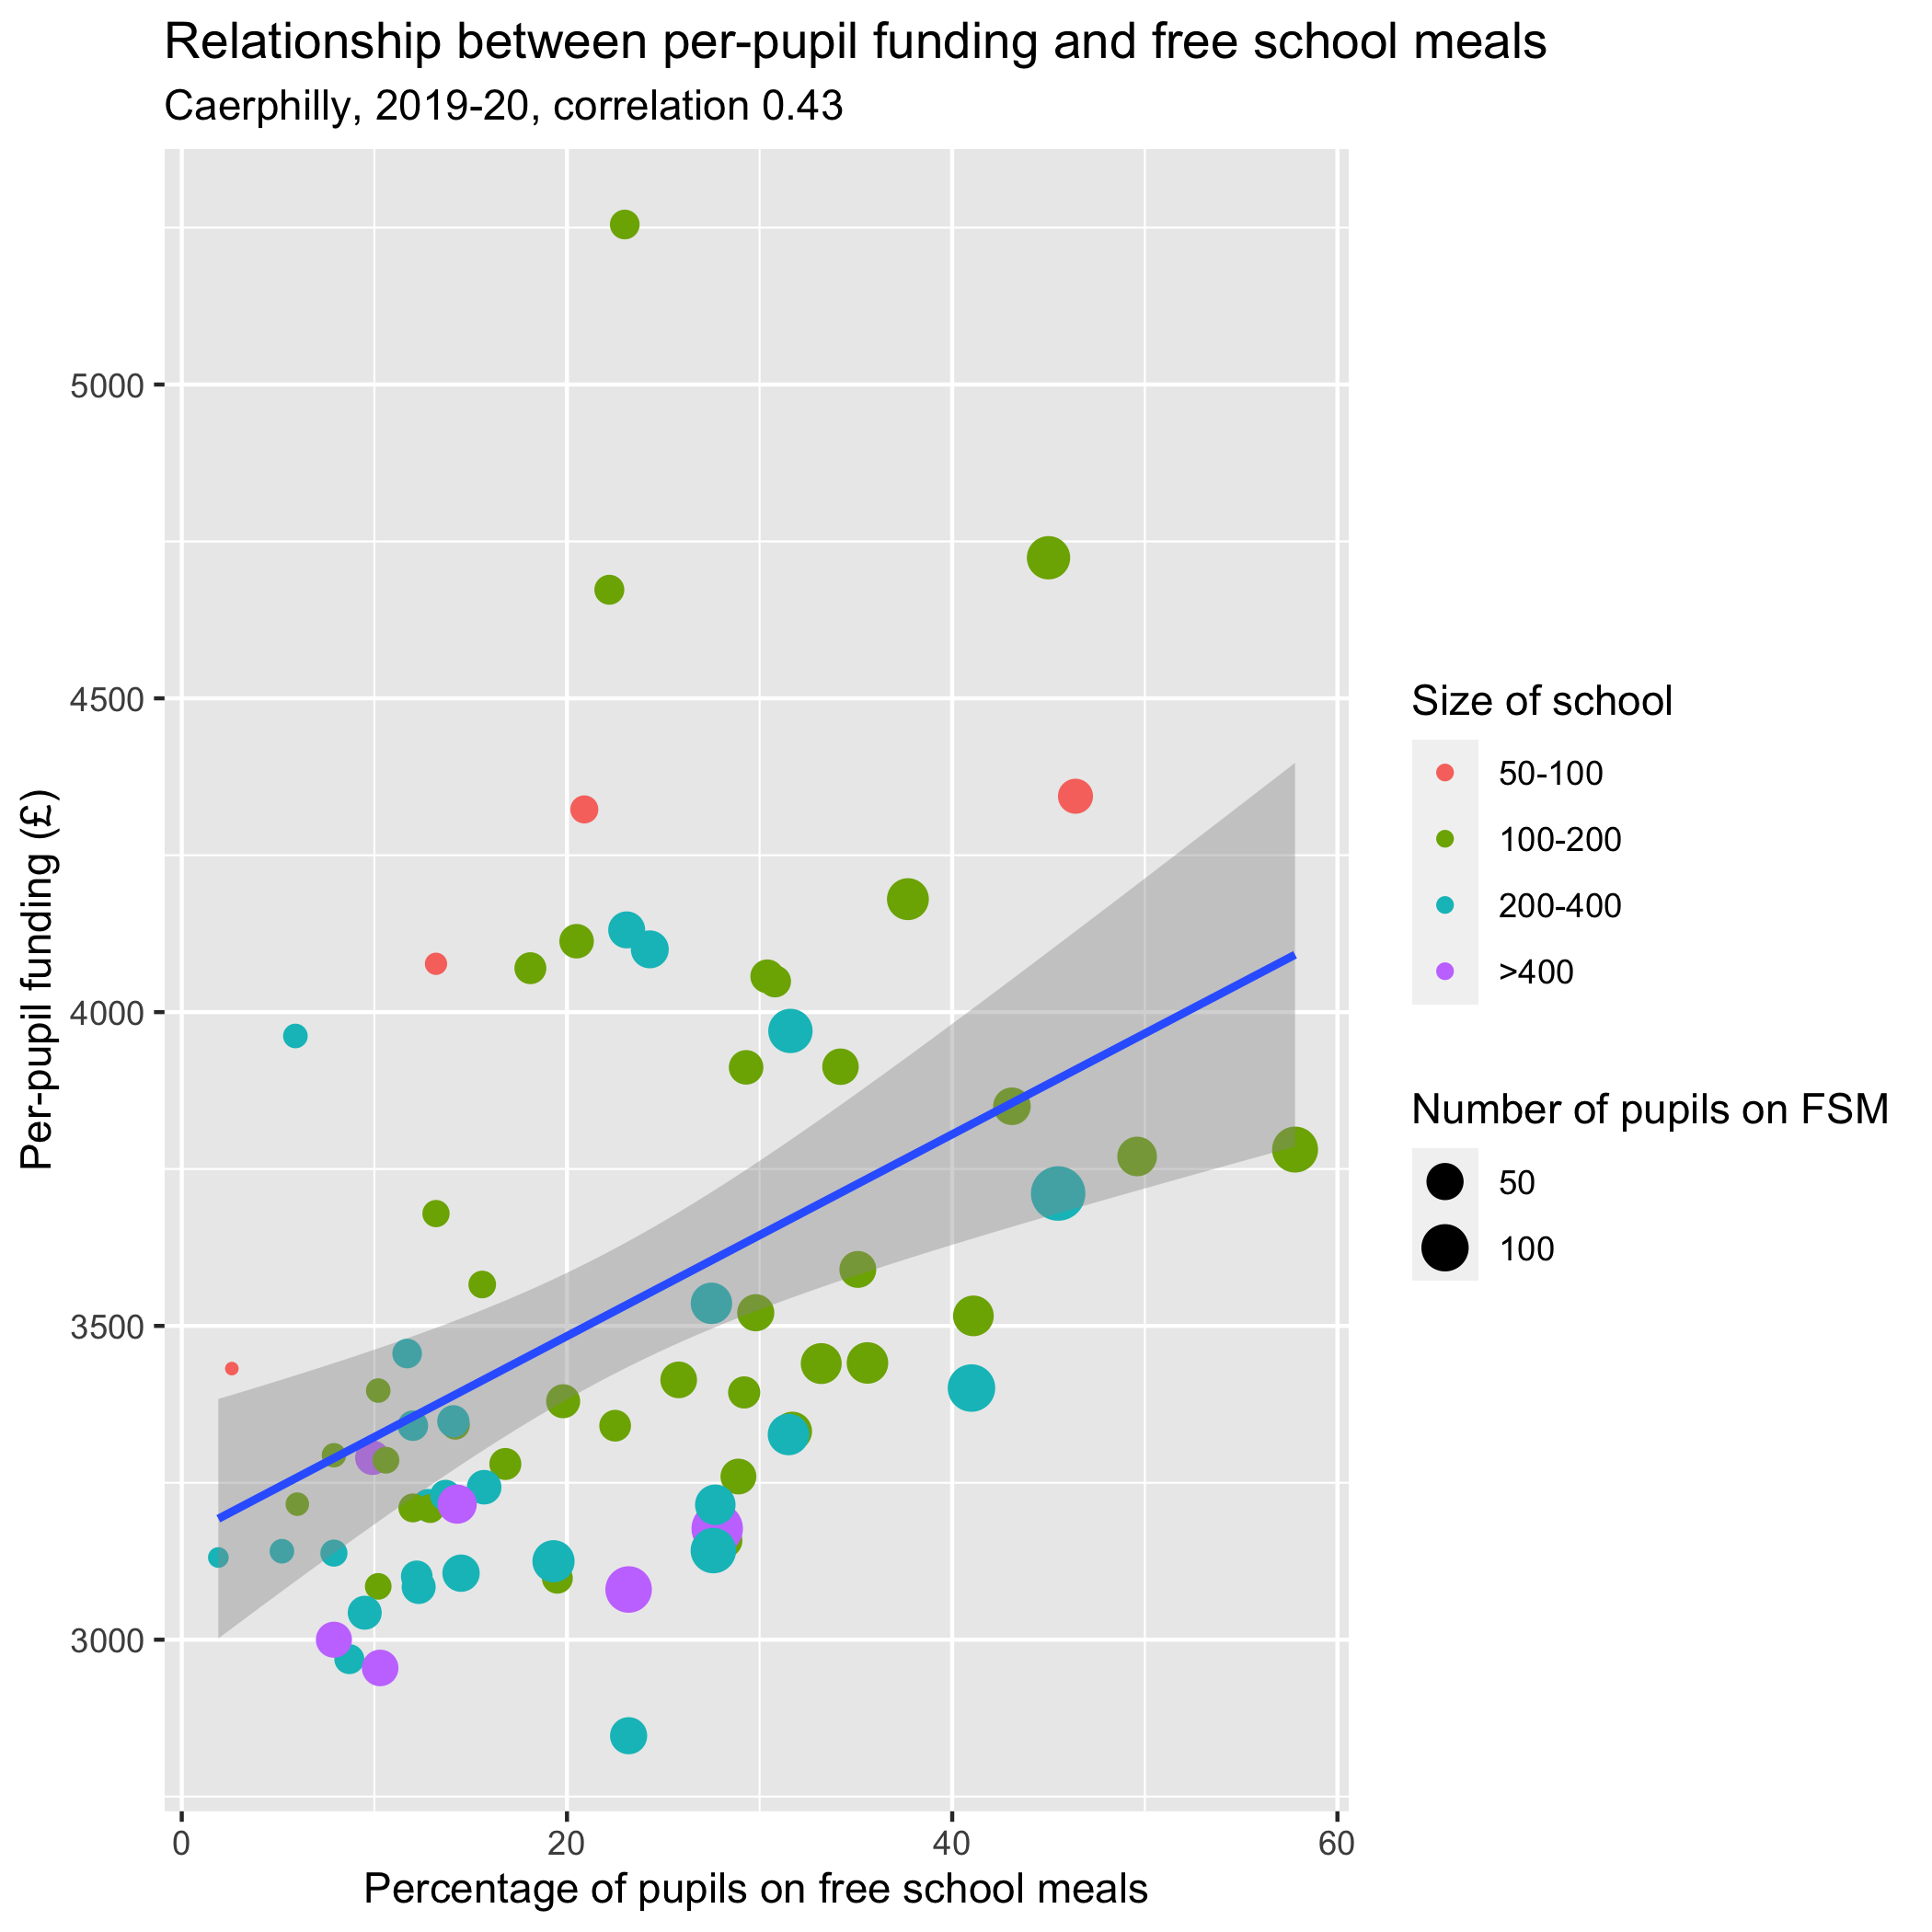 Relationship between per-pupil funding and free school meals
Caerphilly, 2019-20, correlation 0.43
Per-pupil funding (£)
5000
4500
4000
3500
3000
0
20
40
60
Percentage of pupils on free school meals
Size of school
50-100
100-200
200-400
>400
Number of pupils on FSM
50
100